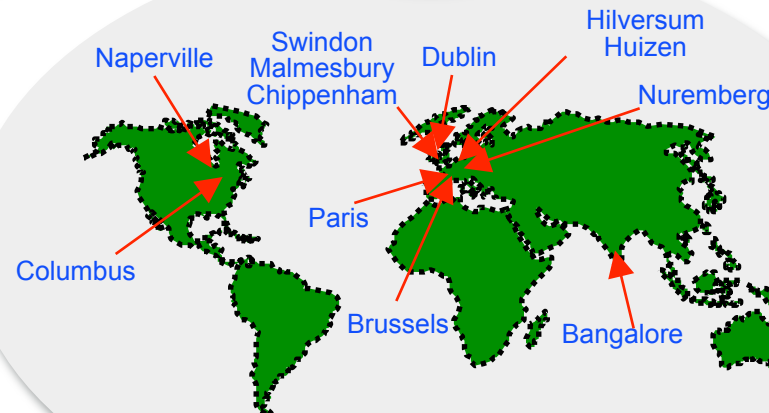 Hilversum
Huizen
Swindon
Malmesbury
Chippenham
Naperville
Dublin
Nuremberg
Paris
Columbus
Brussels
Bangalore